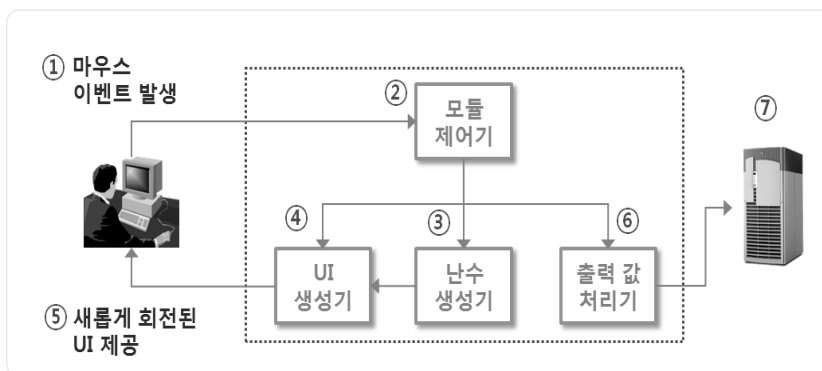 ① 마우스
이벤트 발생
②
모듈
제어기
⑦
④
③
⑥
UI
생성기
난수
생성기
출력 값
처리기
⑤ 새롭게 회전된
UI 제공